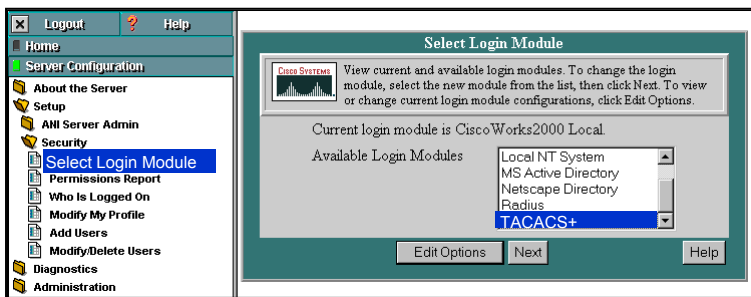 Logout ? Help
Home
Server Configuration
About the Server
Setup
ANI Server Admin
Security
Select Login Module
Permissions Report
Who Is Logged On
Modify My Profile
Add Users
Modify/Delete Users
Diagnostics
Administration
Select Login Module
CISCO SYSTEMS
View current and available login modules. To change the login
module, select the new module from the list, then click Next. To view
or change current login module configurations, click Edit Options.
Current login module is CiscoWorks2000 Local.
Available Login Modules
Local NT System
MS Active Directory
Netscape Directory
Radius
TACACS+
Edit Options Next Help